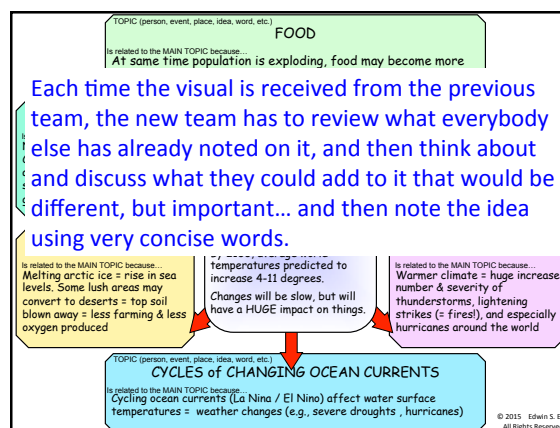 TOPIC (person, event, place, idea, word, etc.)
FOOD
Is related to the MAIN TOPIC because…
At same time population is exploding, food may become more
Each time the visual is received from the previous
team, the new team has to review what everybody
else has already noted on it, and then think about
and discuss what they could add to it that would be
different, but important… and then note the idea
using very concise words.
Is related to the MAIN TOPIC because…
Melting arctic ice = rise in sea
levels. Some lush areas may
convert to deserts = top soil
blown away = less farming & less
oxygen produced
temperatures predicted to
increase 4-11 degrees.
Changes will be slow, but will
have a HUGE impact on things.
Is related to the MAIN TOPIC because…
Warmer climate = huge increase
number & severity of
thunderstorms, lightening
strikes (= fires!), and especially
hurricanes around the world
TOPIC (person, event, place, idea, word, etc.)
CYCLES of CHANGING OCEAN CURRENTS
Is related to the MAIN TOPIC because…
Cycling ocean currents (La Nina / El Nino) affect water surface
temperatures = weather changes (e.g., severe droughts , hurricanes)
© 2015 Edwin S. E
All Rights Reserve